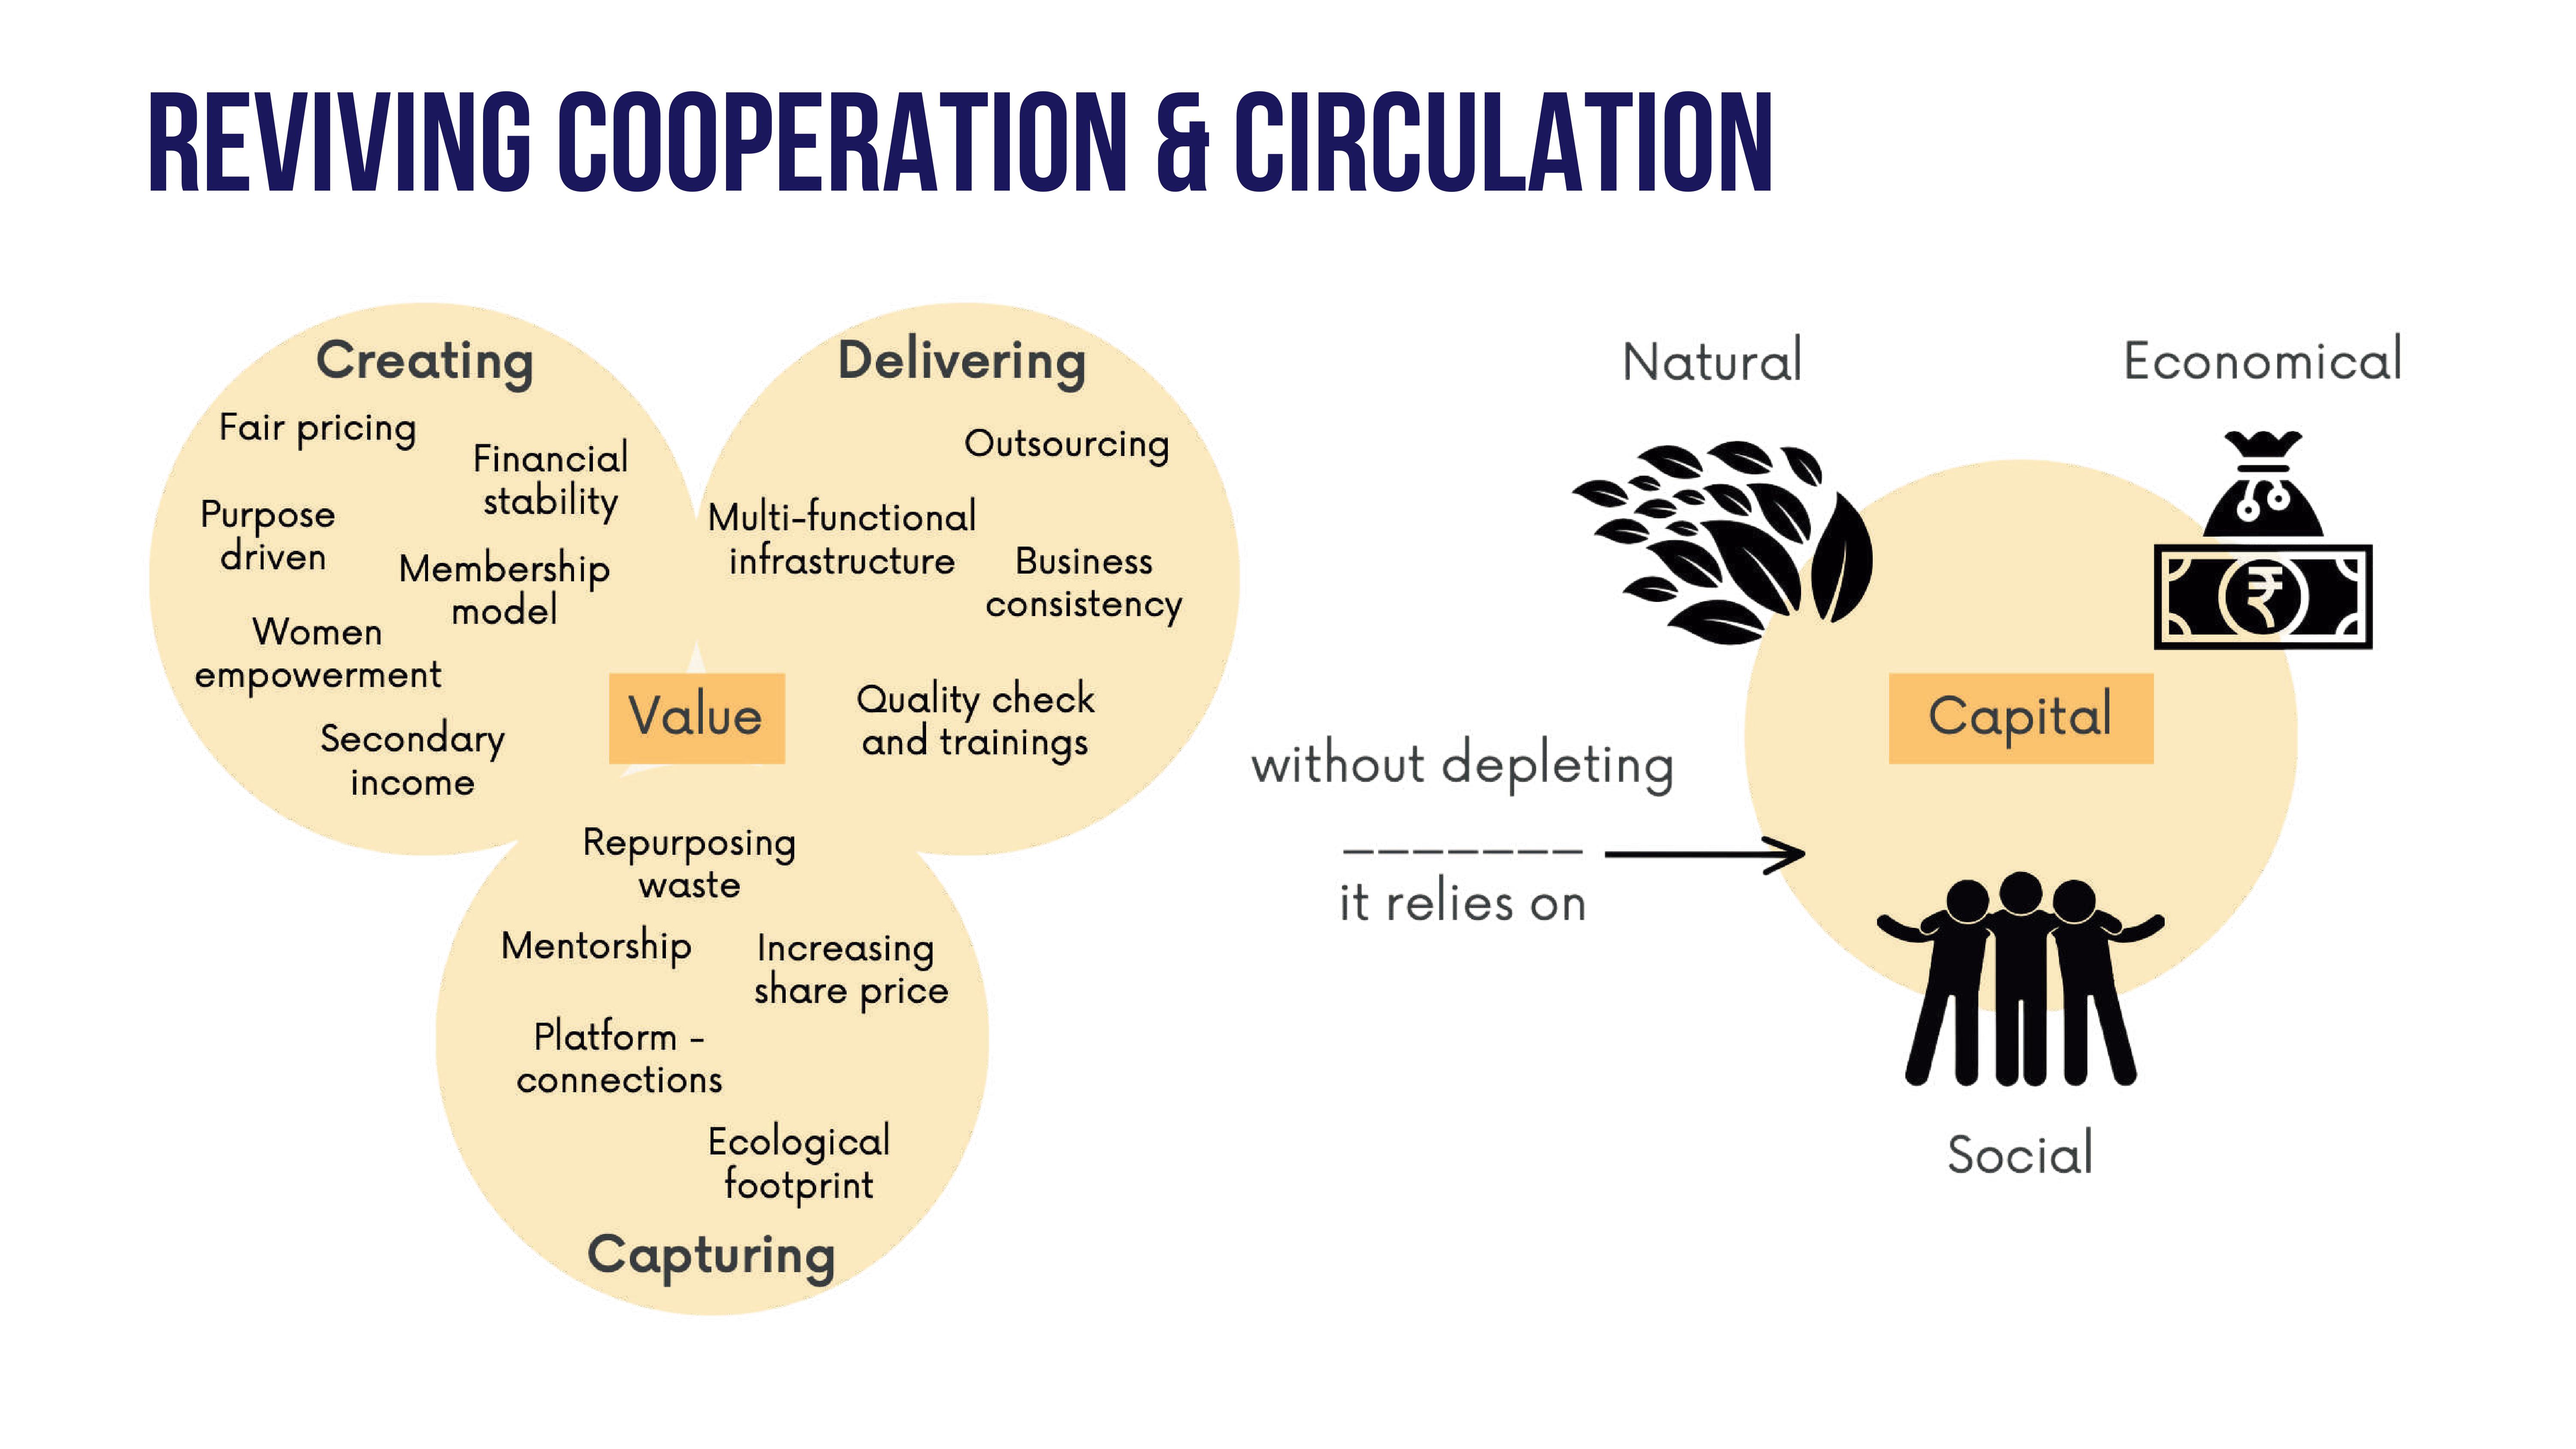 REVIVING COOPERATION & CIRCULATION
Creating
Fair pricing
Financial
stability
Purpose
driven
Membership
model
Women
empowerment
Secondary
income
Delivering
Outsourcing
Multi-functional
infrastructure
Business
consistency
Quality check
and trainings
Value
Repurposing
waste
Mentorship
Increasing
share price
Platform -
connections
Ecological
footprint
Capturing
without depleting
_______
it relies on
Natural
Economical
₹
Capital
Social